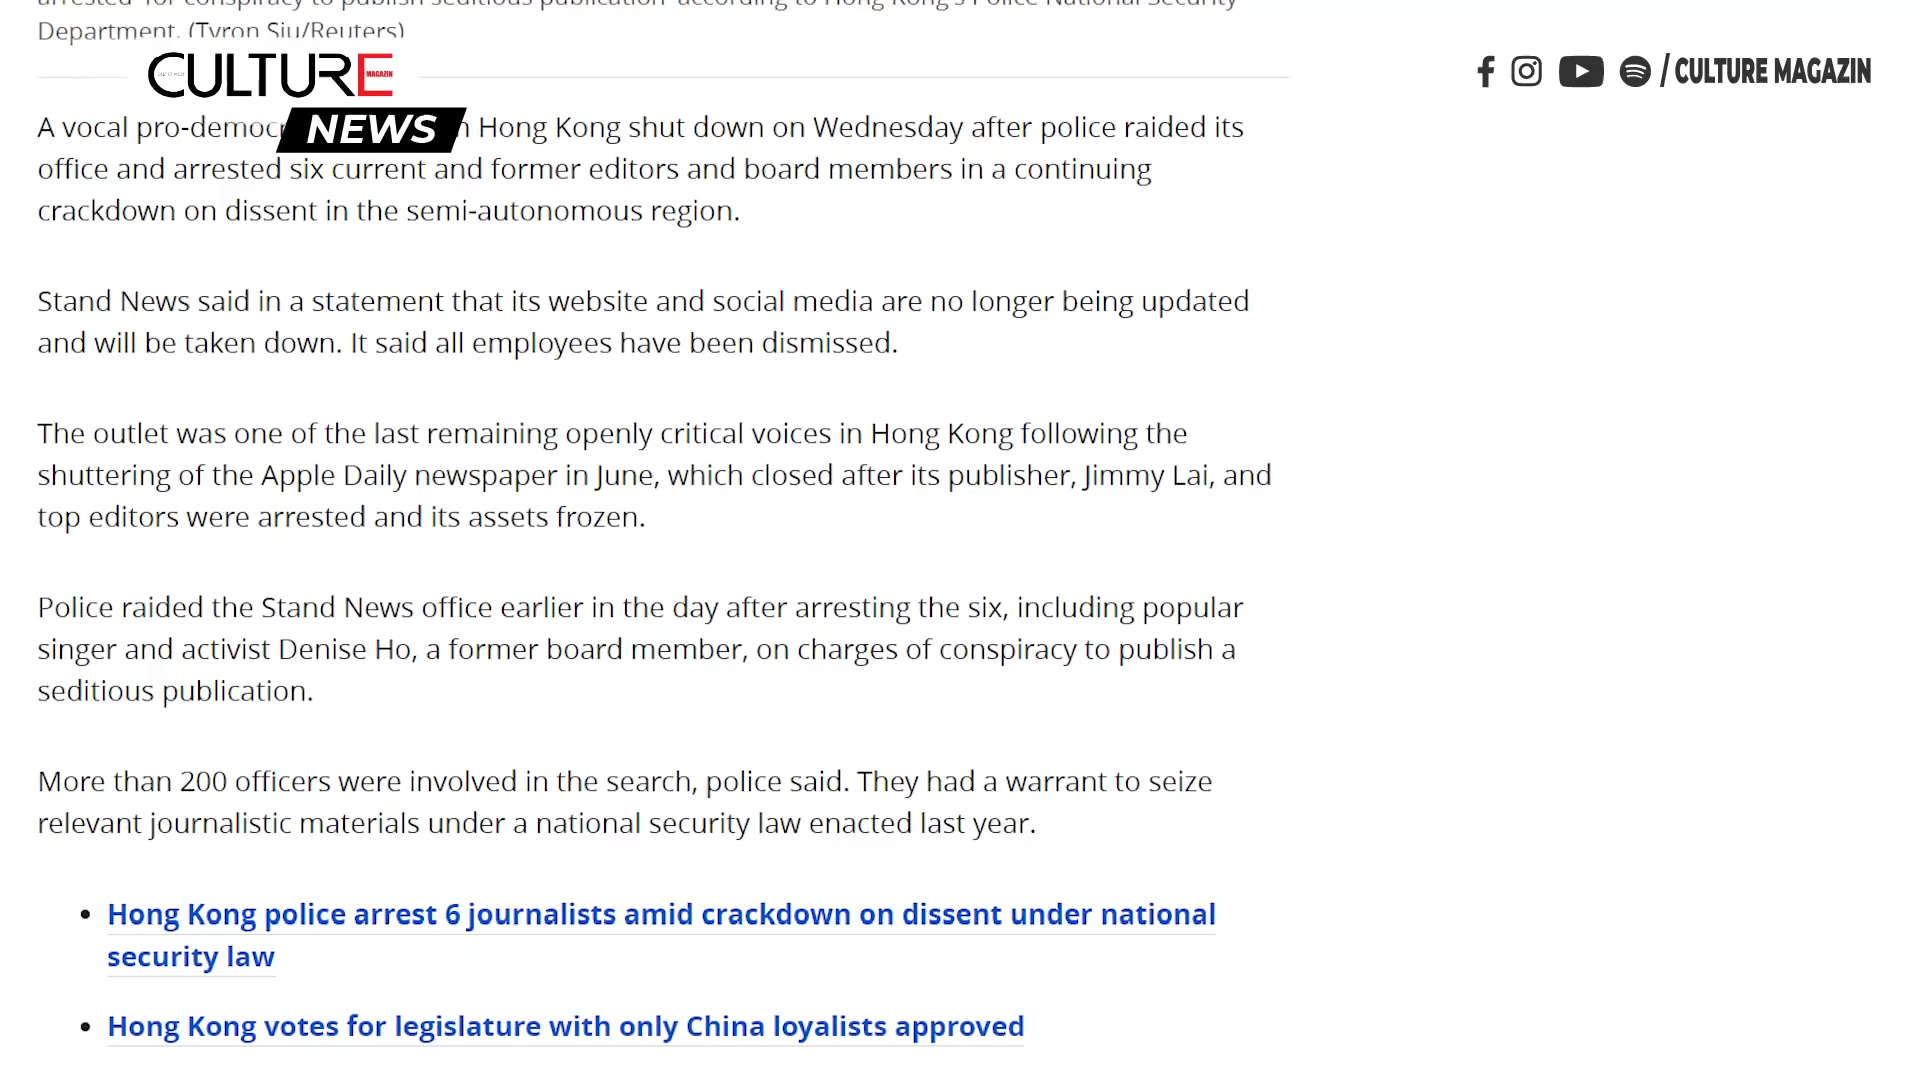 arrested 'for conspiracy to publish seditious publication' according to Hong Kong's Police National Security
Department. (Tyron Siu/Reuters)
CULTURE
MAGAZIN
NEWS
/ CULTURE MAGAZIN
A vocal pro-democr Hong Kong shut down on Wednesday after police raided its
office and arrested six current and former editors and board members in a continuing
crackdown on dissent in the semi-autonomous region.
Stand News said in a statement that its website and social media are no longer being updated
and will be taken down. It said all employees have been dismissed.
The outlet was one of the last remaining openly critical voices in Hong Kong following the
shuttering of the Apple Daily newspaper in June, which closed after its publisher, Jimmy Lai, and
top editors were arrested and its assets frozen.
Police raided the Stand News office earlier in the day after arresting the six, including popular
singer and activist Denise Ho, a former board member, on charges of conspiracy to publish a
seditious publication.
More than 200 officers were involved in the search, police said. They had a warrant to seize
relevant journalistic materials under a national security law enacted last year.
• Hong Kong police arrest 6 journalists amid crackdown on dissent under national
security law
• Hong Kong votes for legislature with only China loyalists approved